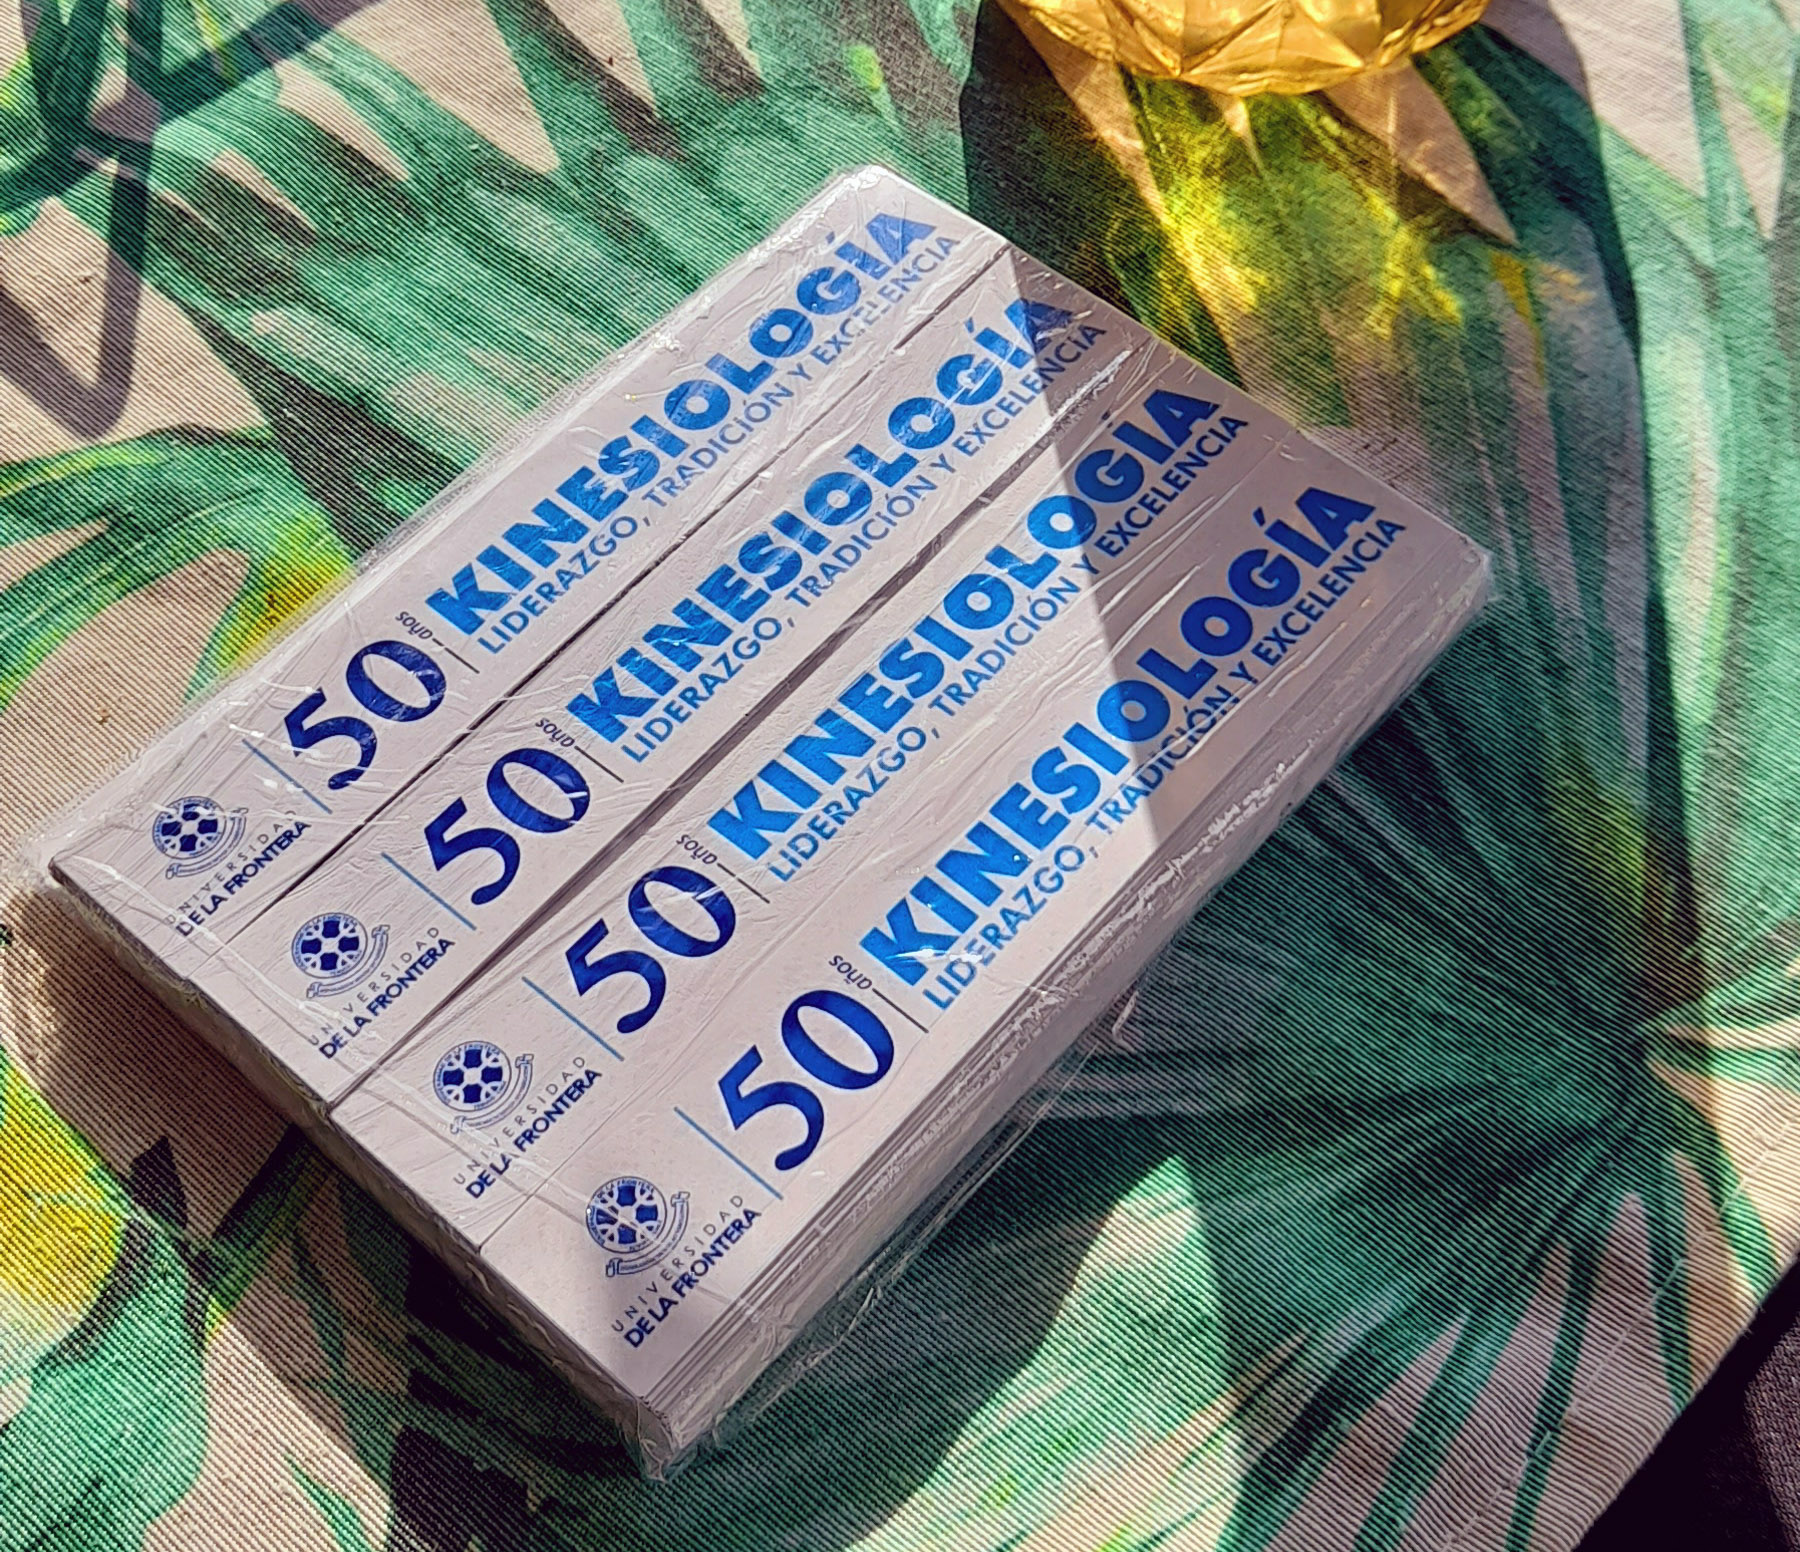 UNIVERSIDAD
DE LA FRONTERA
50 años
KINESIOLOGÍA
LIDERAZGO, TRADICIÓN Y EXCELENCIA
UNIVERSIDAD
DE LA FRONTERA
50 años
KINESIOLOGÍA
LIDERAZGO, TRADICIÓN Y EXCELENCIA
UNIVERSIDAD
DE LA FRONTERA
50 años
KINESIOLOGÍA
LIDERAZGO, TRADICIÓN Y EXCELENCIA
UNIVERSIDAD
DE LA FRONTERA
50 años
KINESIOLOGÍA
LIDERAZGO, TRADICIÓN Y EXCELENCIA